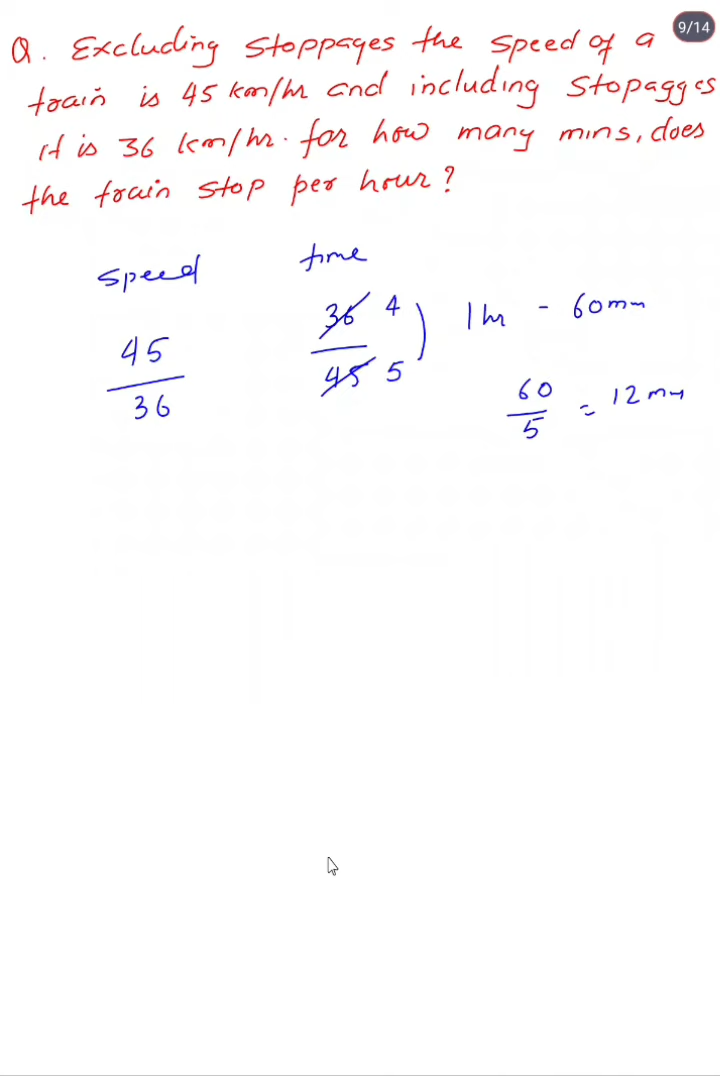 9/14
Q. Excluding stoppages the speed of a
train is 45 km/hr and including stopagges
it is 36 km/hr. for how many mins, does
the train stop per hour?
speed time
45/36 36/45 4/5 ) 1 hr - 60 min
60/5 = 12 min